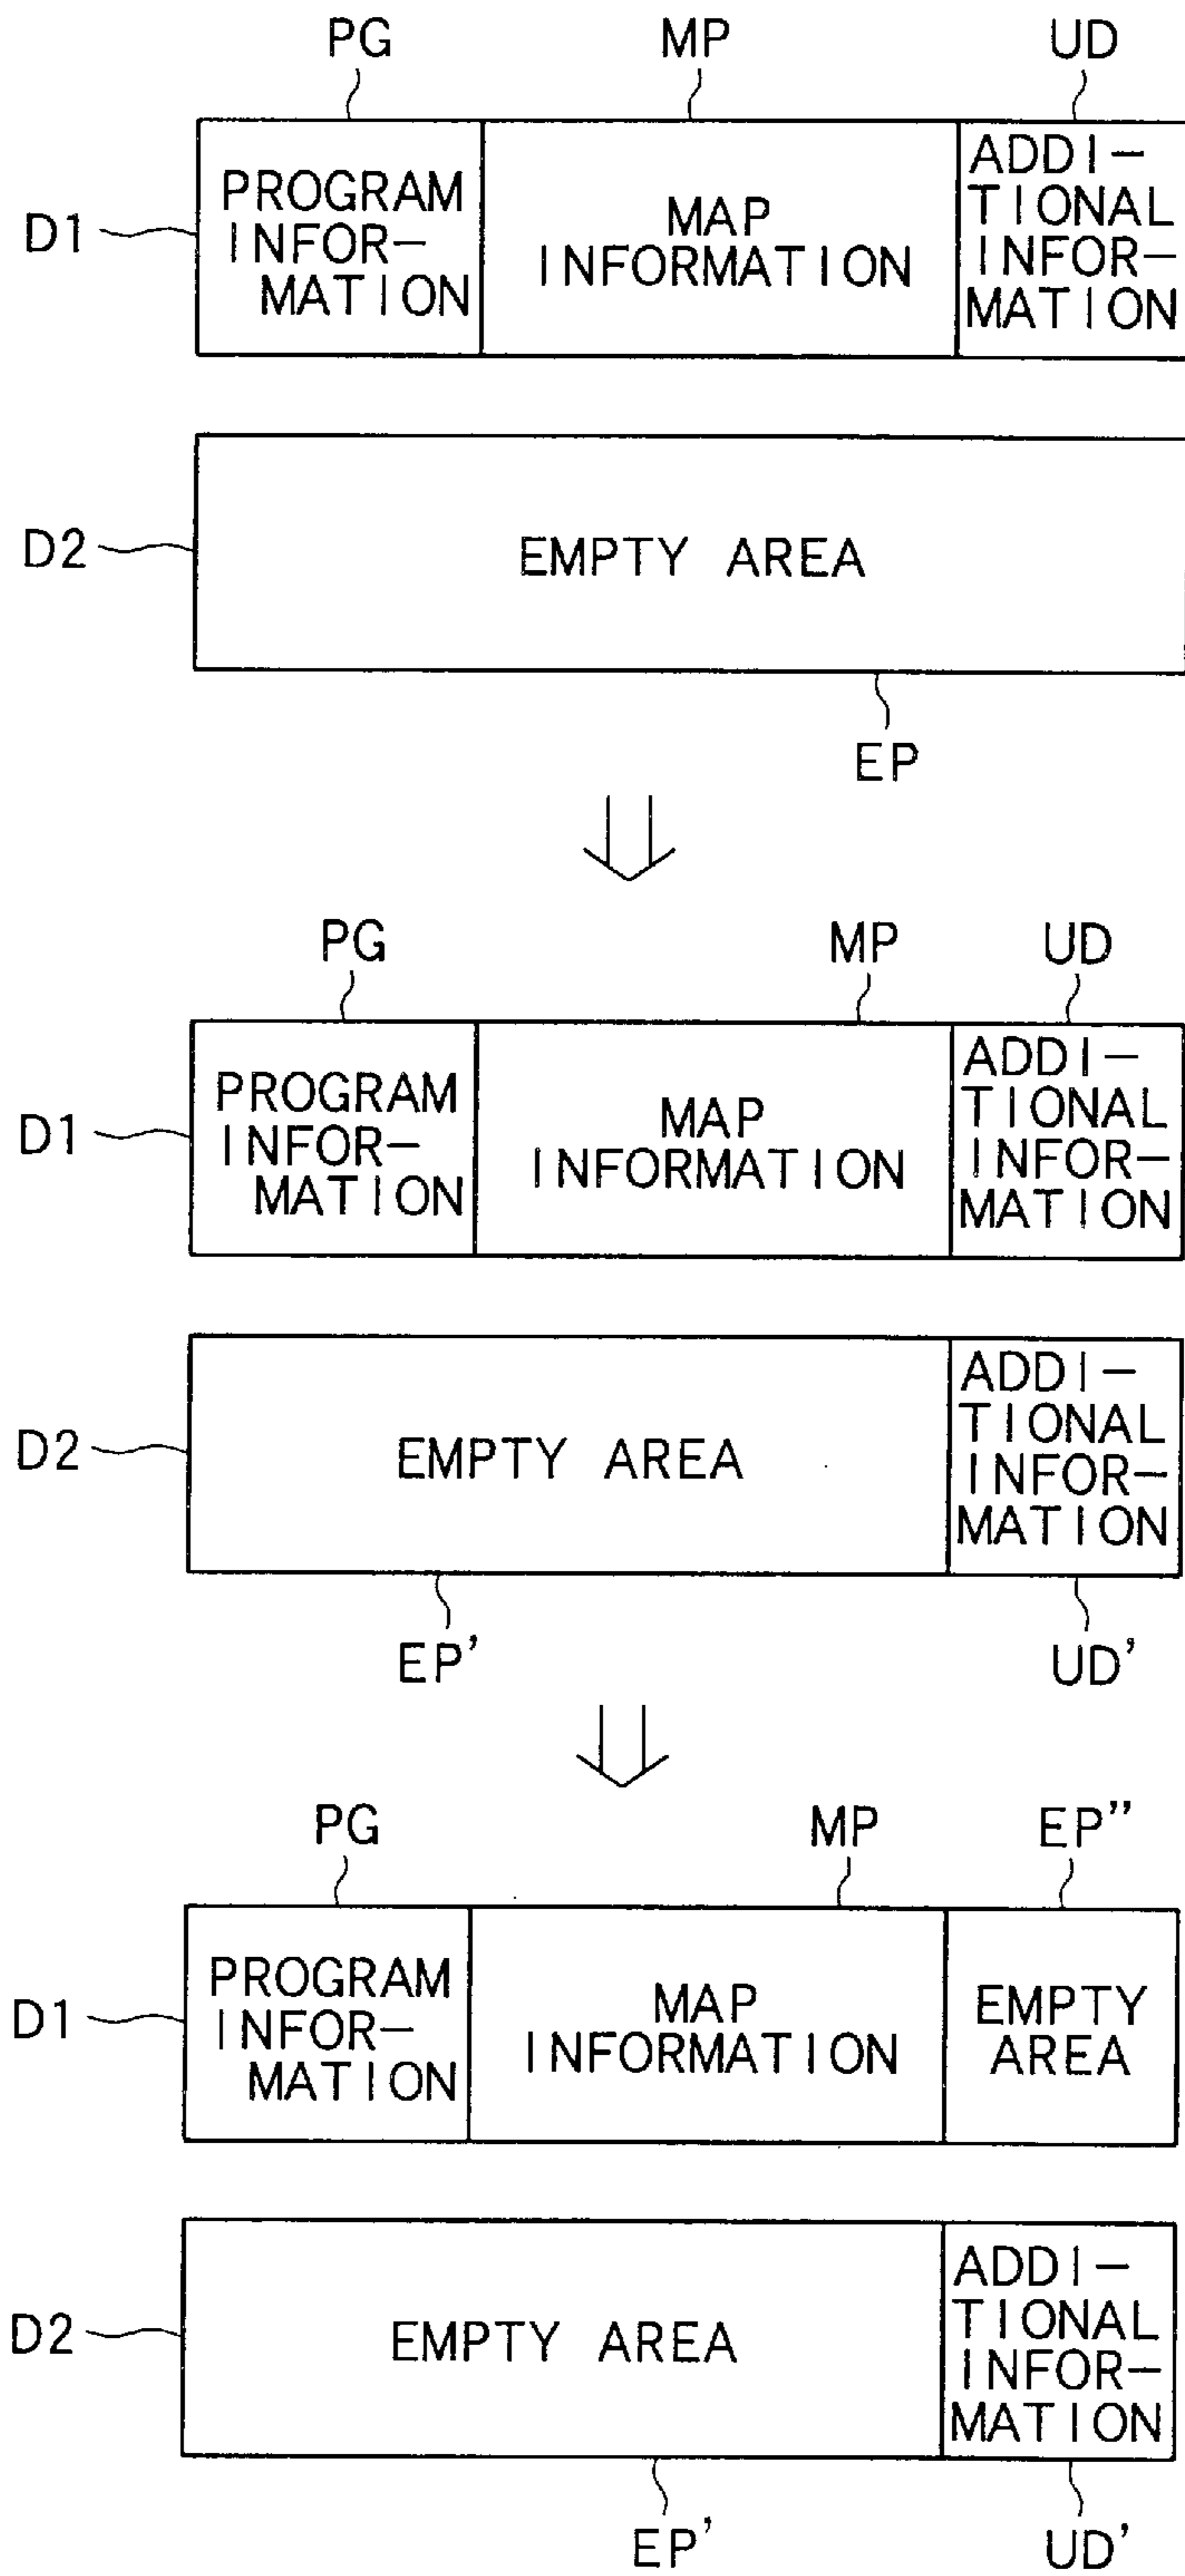 PG MP UD
D1
PROGRAM
INFOR-
MATION
MAP
INFORMATION
ADDI-
TIONAL
INFOR-
MATION
D2
EMPTY AREA
EP
PG MP UD
D1
PROGRAM
INFOR-
MATION
MAP
INFORMATION
ADDI-
TIONAL
INFOR-
MATION
D2
EMPTY AREA
ADDI-
TIONAL
INFOR-
MATION
EP' UD'
PG MP EP"
D1
PROGRAM
INFOR-
MATION
MAP
INFORMATION
EMPTY
AREA
D2
EMPTY AREA
ADDI-
TIONAL
INFOR-
MATION
EP' UD'